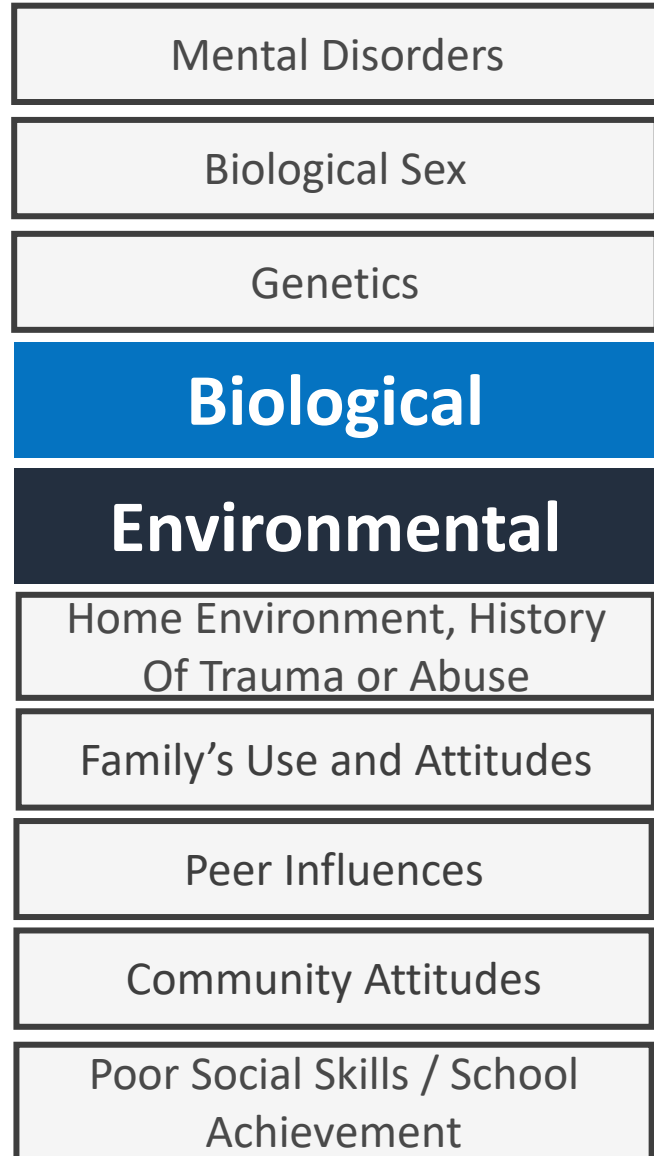 Mental Disorders
Biological Sex
Genetics
Biological
Environmental
Home Environment, History
Of Trauma or Abuse
Family’s Use and Attitudes
Peer Influences
Community Attitudes
Poor Social Skills / School
Achievement